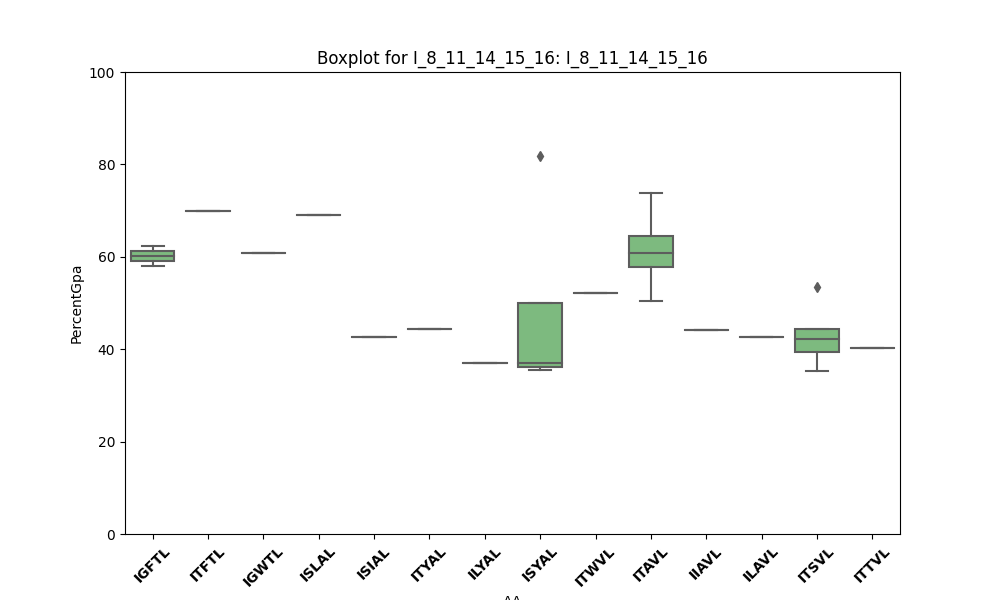 Boxplot for I_8_11_14_15_16: I_8_11_14_15_16
100
80
60
40
20
0
PercentGpa
IGFTL
ITFTL
IGWTL
ISLAL
ISIAL
ITYAL
ILYAL
ISYAL
ITWVL
ITAVL
IIAVL
ILAVL
ITSVL
ITTVL
AA